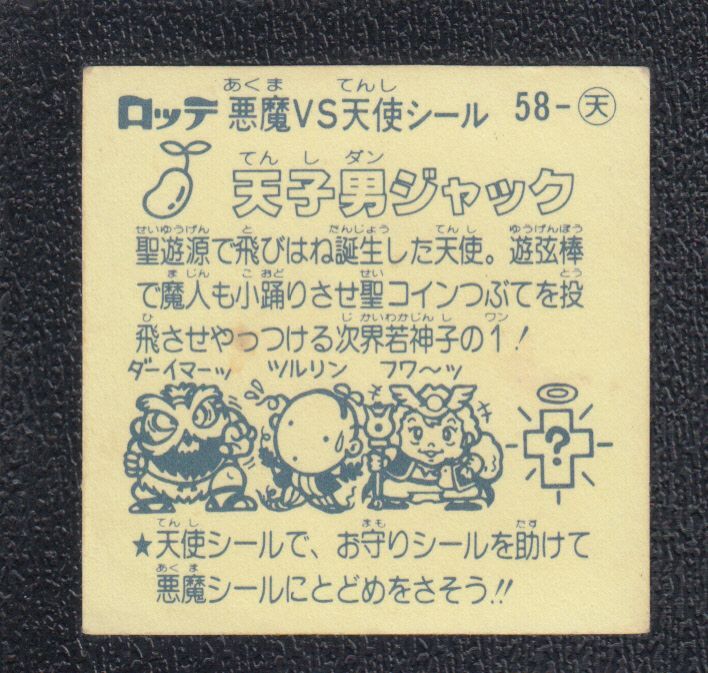 ロッテ 悪魔VS天使シール 58-天
天子男ジャック
聖遊源で飛びはね誕生した天使。遊弦棒
で魔人も小踊りさせ聖コインつぶてを投
飛させやっつける次界若神子の1!
ダーイマーッ ツルリン フワ〜ッ
?
★天使シールで、お守りシールを助けて
悪魔シールにとどめをさそう!!